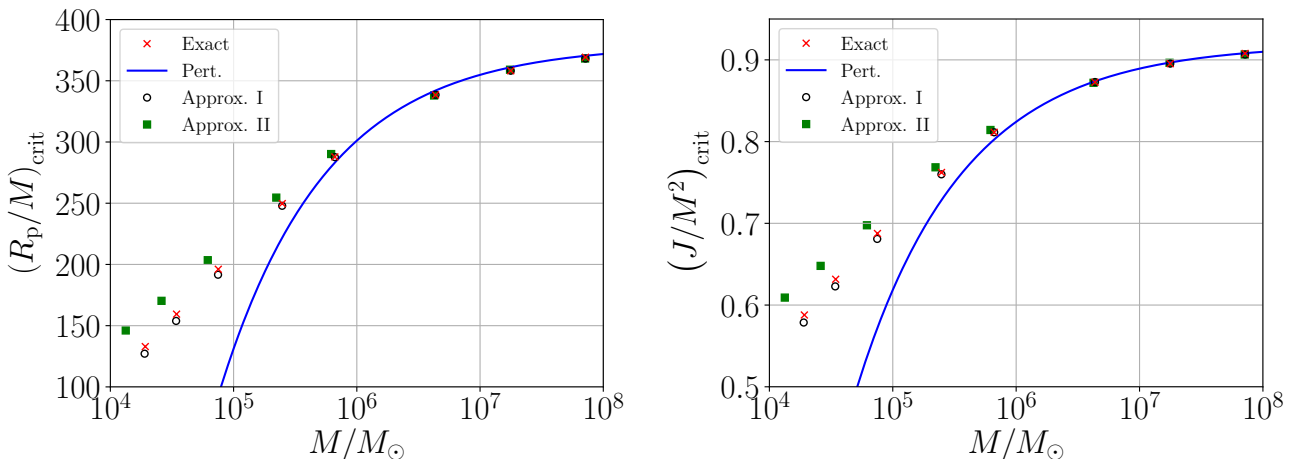 400
350
300
250
200
150
100
(R_p/M)_crit
Exact
Pert.
Approx. I
Approx. II
10^4
10^5
10^6
10^7
10^8
M/M_⊙
0.9
0.8
0.7
0.6
0.5
(J/M^2)_crit
Exact
Pert.
Approx. I
Approx. II
10^4
10^5
10^6
10^7
10^8
M/M_⊙